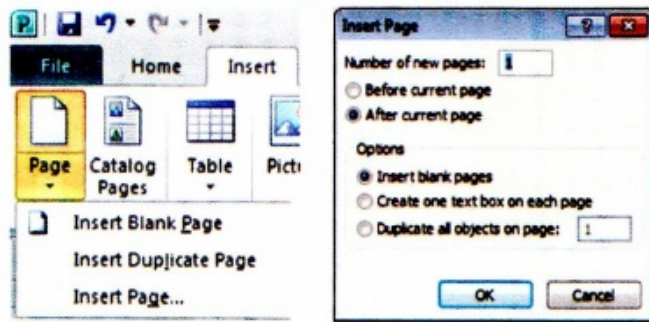 File Home Insert
Page
Catalog
Pages
Table
Insert Blank Page
Insert Duplicate Page
Insert Page...
Insert Page
Number of new pages: 1
Before current page
After current page
Options
Insert blank pages
Create one text box on each page
Duplicate all objects on page: 1
OK Cancel